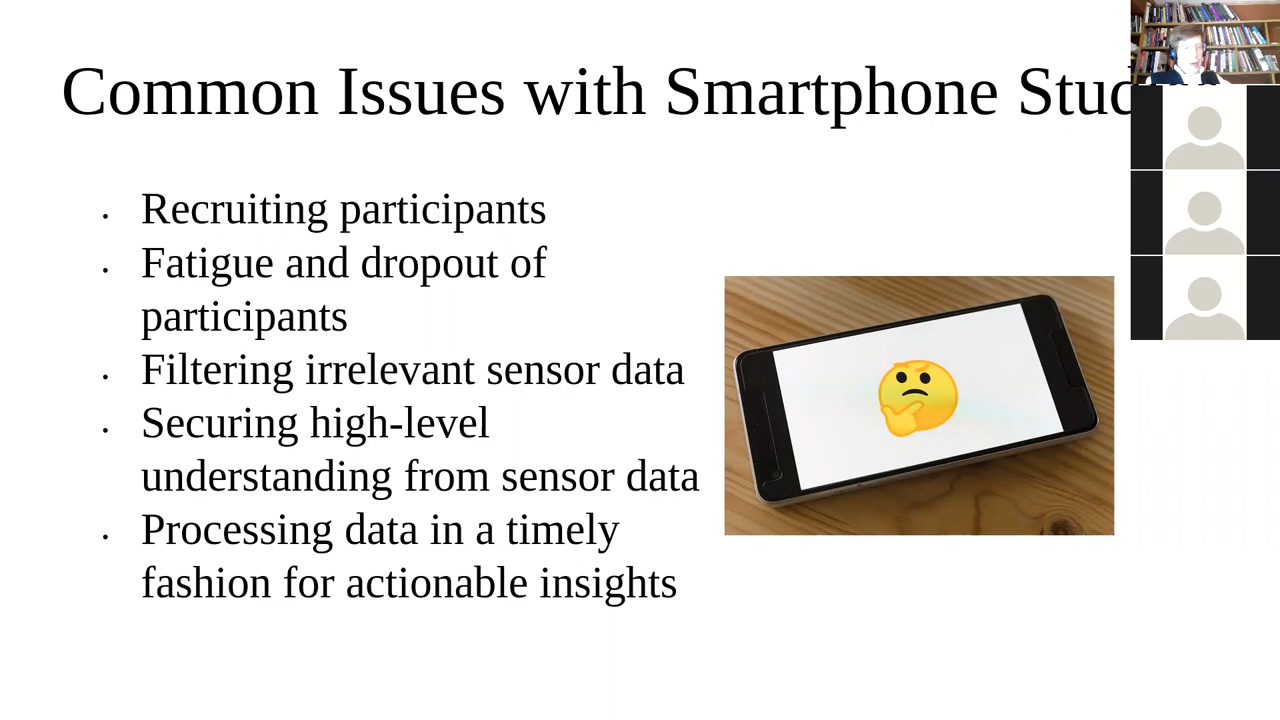 Common Issues with Smartphone
• Recruiting participants
• Fatigue and dropout of
participants
• Filtering irrelevant sensor data
• Securing high-level
understanding from sensor data
• Processing data in a timely
fashion for actionable insights